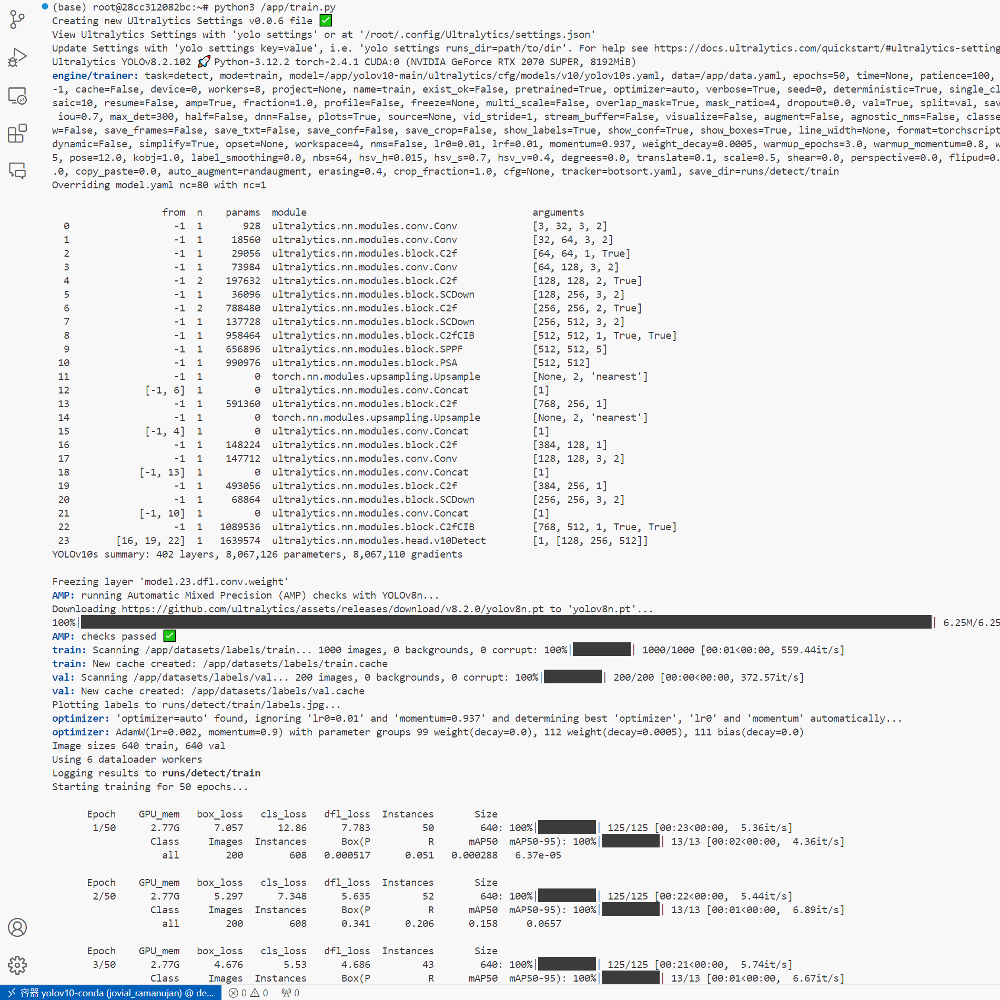 (base) root@28cc312082bc:~# python3 /app/train.py
Creating new Ultralytics Settings v0.0.6 file ✅
View Ultralytics Settings with 'yolo settings' or at '/root/.config/Ultralytics/settings.json'
Update Settings with 'yolo settings key=value', i.e. 'yolo settings runs_dir=path/to/dir'. For help see https://docs.ultralytics.com/quickstart/#ultralytics-setting
Ultralytics YOLOv8.2.102 🚀 Python-3.12.2 torch-2.4.1 CUDA:0 (NVIDIA GeForce RTX 2070 SUPER, 8192MiB)
engine/trainer: task=detect, mode=train, model=/app/yolov10-main/ultralytics/cfg/models/v10/yolov10s.yaml, data=/app/data.yaml, epochs=50, time=None, patience=100,
-1, cache=False, device=0, workers=8, project=None, name=train, exist_ok=False, pretrained=True, optimizer=auto, verbose=True, seed=0, deterministic=True, single_cl
saic=10, resume=False, amp=True, fraction=1.0, profile=False, freeze=None, multi_scale=False, overlap_mask=True, mask_ratio=4, dropout=0.0, val=True, split=val, sav
iou=0.7, max_det=300, half=False, dnn=False, plots=True, source=None, vid_stride=1, stream_buffer=False, visualize=False, augment=False, agnostic_nms=False, classe
w=False, save_frames=False, save_txt=False, save_conf=False, save_crop=False, show_labels=True, show_conf=True, show_boxes=True, line_width=None, format=torchscript
dynamic=False, simplify=True, opset=None, workspace=4, nms=False, lr0=0.01, lrf=0.01, momentum=0.937, weight_decay=0.0005, warmup_epochs=3.0, warmup_momentum=0.8, w
5, pose=12.0, kobj=1.0, label_smoothing=0.0, nbs=64, hsv_h=0.015, hsv_s=0.7, hsv_v=0.4, degrees=0.0, translate=0.1, scale=0.5, shear=0.0, perspective=0.0, flipud=0.
.0, copy_paste=0.0, auto_augment=randaugment, erasing=0.4, crop_fraction=1.0, cfg=None, tracker=botsort.yaml, save_dir=runs/detect/train
Overriding model.yaml nc=80 with nc=1
from n params module arguments
0 -1 1 928 ultralytics.nn.modules.conv.Conv [3, 32, 3, 2]
1 -1 1 18560 ultralytics.nn.modules.conv.Conv [32, 64, 3, 2]
2 -1 1 29056 ultralytics.nn.modules.block.C2f [64, 64, 1, True]
3 -1 1 73984 ultralytics.nn.modules.conv.Conv [64, 128, 3, 2]
4 -1 2 197632 ultralytics.nn.modules.block.C2f [128, 128, 2, True]
5 -1 1 36096 ultralytics.nn.modules.block.SCDown [128, 256, 3, 2]
6 -1 2 788480 ultralytics.nn.modules.block.C2f [256, 256, 2, True]
7 -1 1 137728 ultralytics.nn.modules.block.SCDown [256, 512, 3, 2]
8 -1 1 958464 ultralytics.nn.modules.block.C2fCIB [512, 512, 1, True, True]
9 -1 1 656896 ultralytics.nn.modules.block.SPPF [512, 512, 5]
10 -1 1 990976 ultralytics.nn.modules.block.PSA [512, 512]
11 -1 1 0 torch.nn.modules.upsampling.Upsample [None, 2, 'nearest']
12 [-1, 6] 1 0 ultralytics.nn.modules.conv.Concat [1]
13 -1 1 591360 ultralytics.nn.modules.block.C2f [768, 256, 1]
14 -1 1 0 torch.nn.modules.upsampling.Upsample [None, 2, 'nearest']
15 [-1, 4] 1 0 ultralytics.nn.modules.conv.Concat [1]
16 -1 1 148224 ultralytics.nn.modules.block.C2f [384, 128, 1]
17 -1 1 147712 ultralytics.nn.modules.conv.Conv [128, 128, 3, 2]
18 [-1, 13] 1 0 ultralytics.nn.modules.conv.Concat [1]
19 -1 1 493056 ultralytics.nn.modules.block.C2f [384, 256, 1]
20 -1 1 68864 ultralytics.nn.modules.block.SCDown [256, 256, 3, 2]
21 [-1, 10] 1 0 ultralytics.nn.modules.conv.Concat [1]
22 -1 1 1089536 ultralytics.nn.modules.block.C2fCIB [768, 512, 1, True, True]
23 [16, 19, 22] 1 1639574 ultralytics.nn.modules.head.v10Detect [1, [128, 256, 512]]
YOLOv10s summary: 402 layers, 8,067,126 parameters, 8,067,110 gradients
Freezing layer 'model.23.dfl.conv.weight'
AMP: running Automatic Mixed Precision (AMP) checks with YOLOv8n...
Downloading https://github.com/ultralytics/assets/releases/download/v8.2.0/yolov8n.pt to 'yolov8n.pt'...
100%| | 6.25M/6.25
AMP: checks passed ✅
train: Scanning /app/datasets/labels/train... 1000 images, 0 backgrounds, 0 corrupt: 100%| | 1000/1000 [00:01<00:00, 559.44it/s]
train: New cache created: /app/datasets/labels/train.cache
val: Scanning /app/datasets/labels/val... 200 images, 0 backgrounds, 0 corrupt: 100%| | 200/200 [00:00<00:00, 372.57it/s]
val: New cache created: /app/datasets/labels/val.cache
Plotting labels to runs/detect/train/labels.jpg...
optimizer: 'optimizer=auto' found, ignoring 'lr0=0.01' and 'momentum=0.937' and determining best 'optimizer', 'lr0' and 'momentum' automatically...
optimizer: AdamW(lr=0.002, momentum=0.9) with parameter groups 99 weight(decay=0.0), 112 weight(decay=0.0005), 111 bias(decay=0.0)
Image sizes 640 train, 640 val
Using 6 dataloader workers
Logging results to runs/detect/train
Starting training for 50 epochs...
Epoch GPU_mem box_loss cls_loss dfl_loss Instances Size
1/50 2.77G 7.057 12.86 7.783 50 640: 100%| | 125/125 [00:23<00:00, 5.36it/s]
Class Images Instances Box(P R mAP50 mAP50-95): 100%| | 13/13 [00:02<00:00, 4.36it/s]
all 200 608 0.000517 0.051 0.000288 6.37e-05
Epoch GPU_mem box_loss cls_loss dfl_loss Instances Size
2/50 2.77G 5.297 7.348 5.635 52 640: 100%| | 125/125 [00:22<00:00, 5.44it/s]
Class Images Instances Box(P R mAP50 mAP50-95): 100%| | 13/13 [00:01<00:00, 6.89it/s]
all 200 608 0.341 0.206 0.158 0.0657
Epoch GPU_mem box_loss cls_loss dfl_loss Instances Size
3/50 2.77G 4.676 5.53 4.686 43 640: 100%| | 125/125 [00:21<00:00, 5.74it/s]
Class Images Instances Box(P R mAP50 mAP50-95): 100%| | 13/13 [00:01<00:00, 6.67it/s]
容器 yolov10-conda (jovial_ramanujan) @ de... 0 0 0